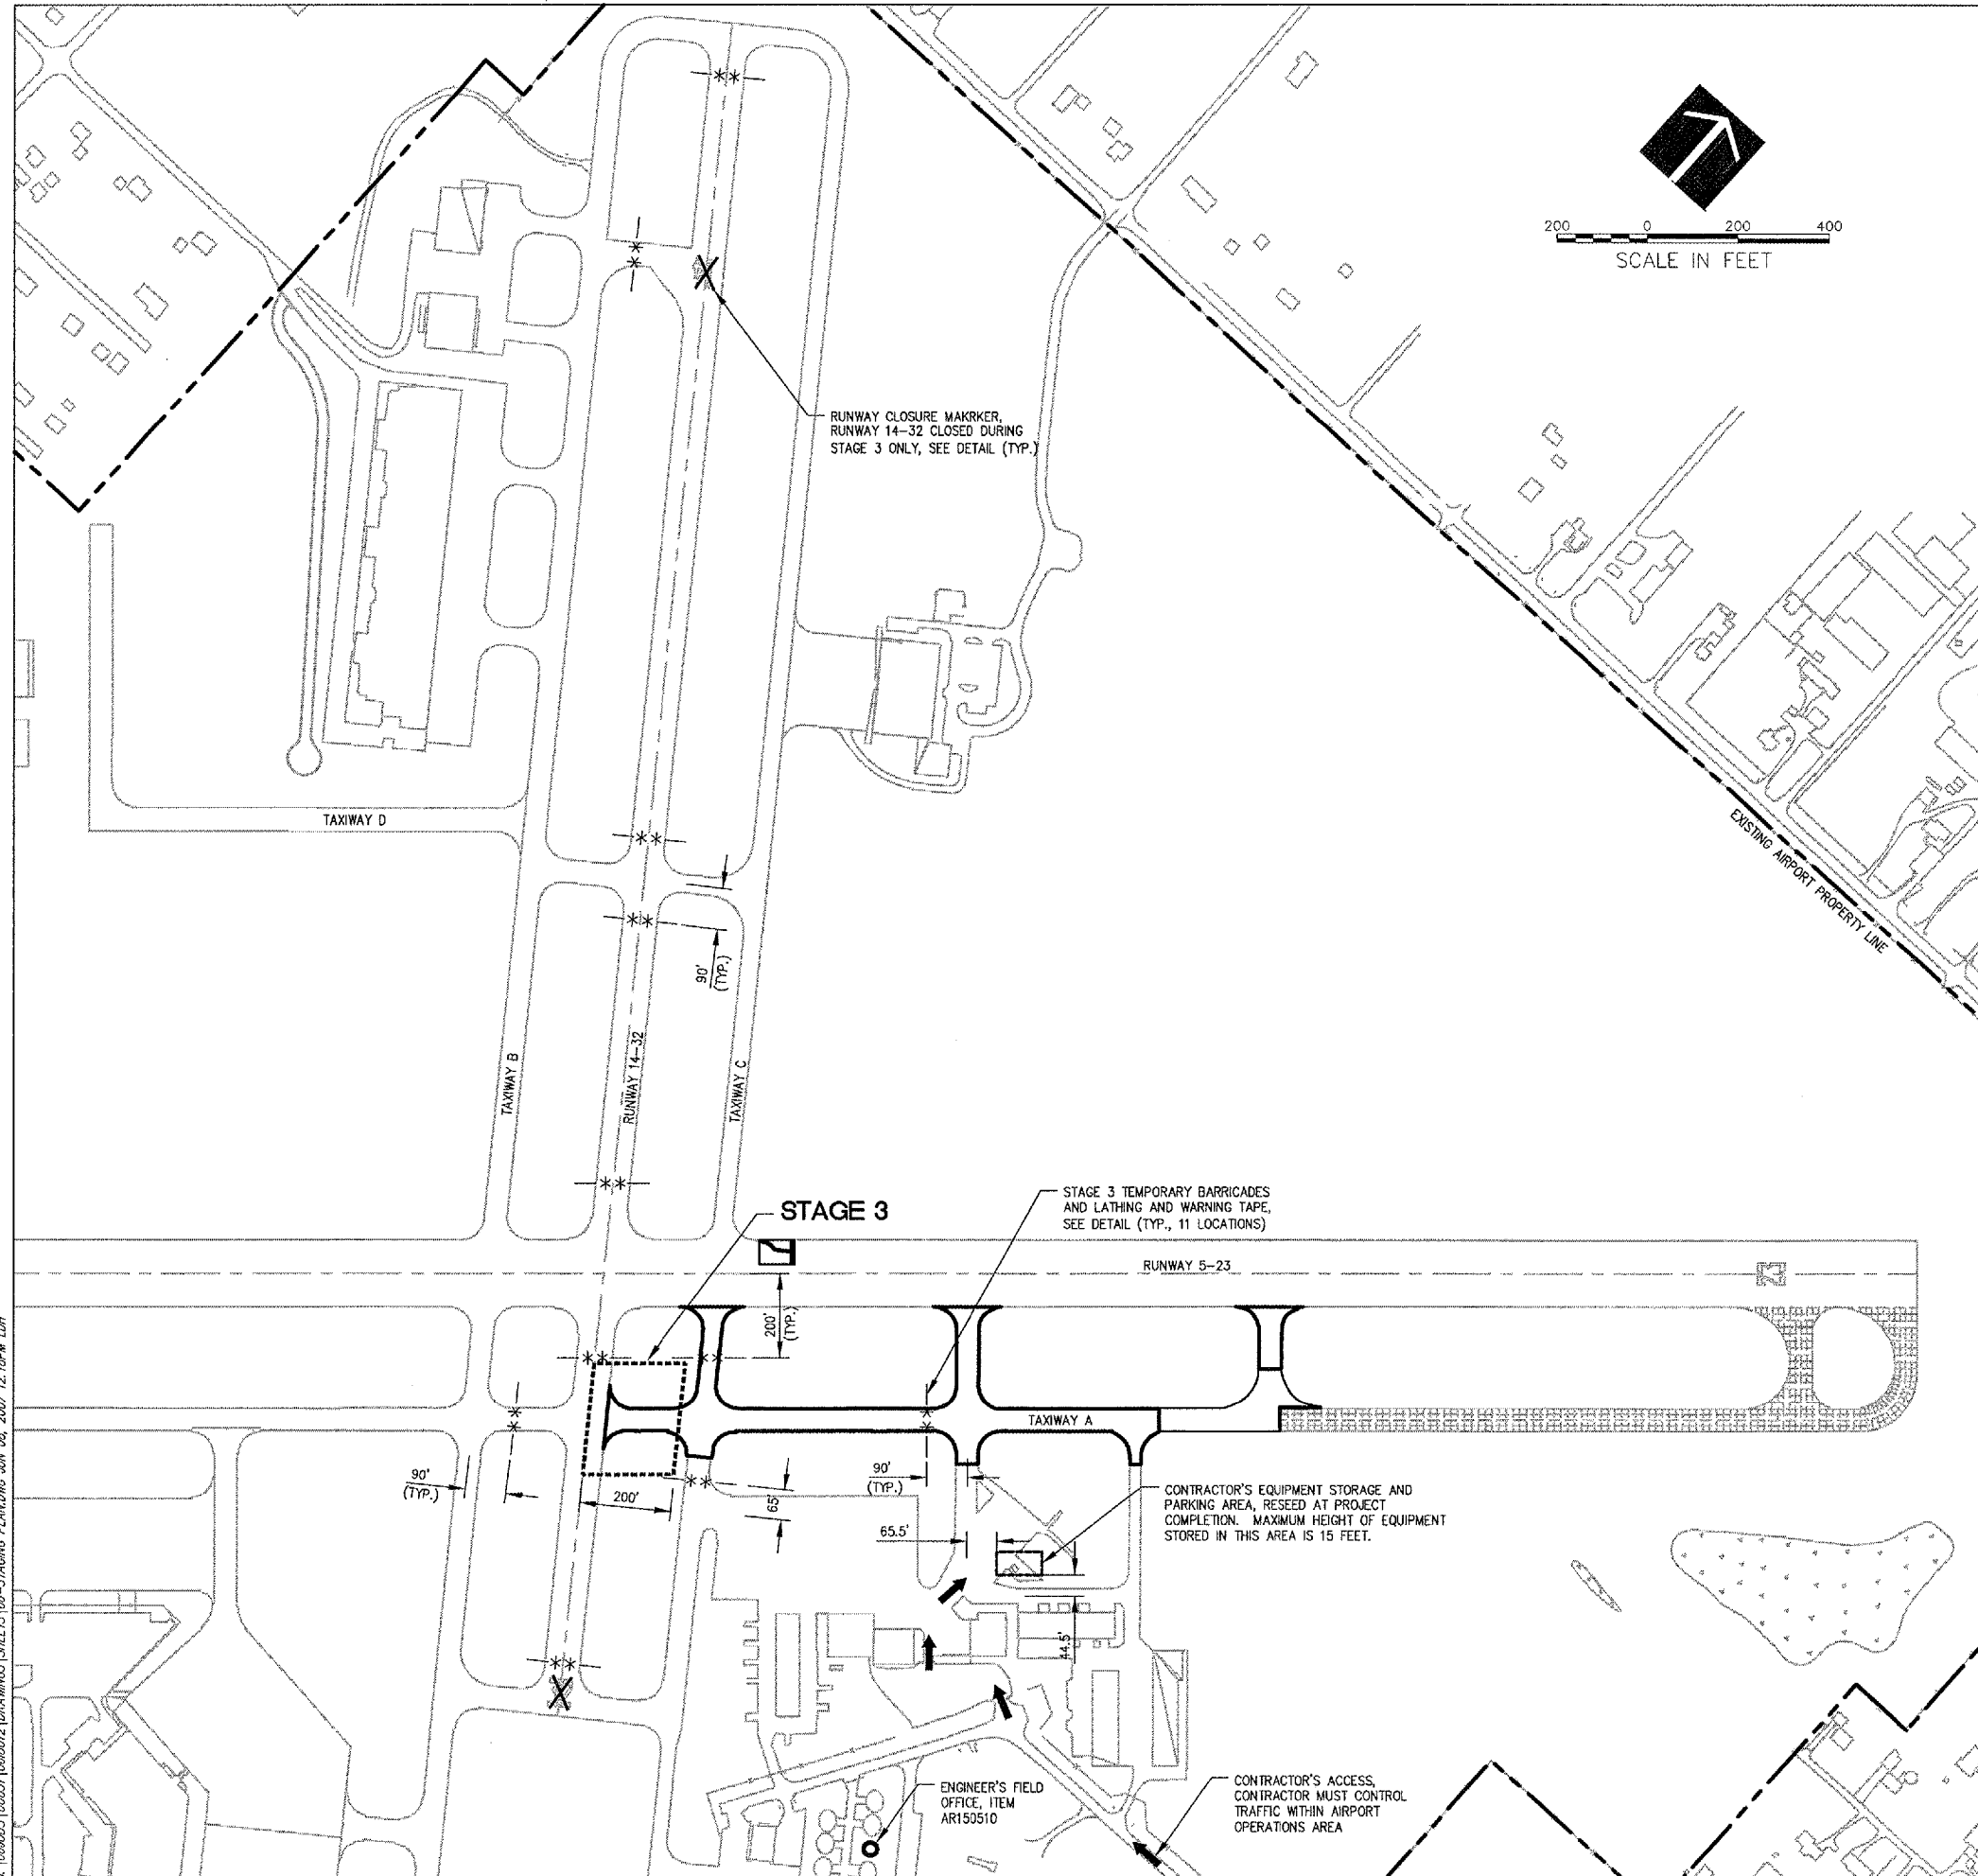 200 0 200 400
SCALE IN FEET
RUNWAY CLOSURE MAKRKER,
RUNWAY 14-32 CLOSED DURING
STAGE 3 ONLY, SEE DETAIL (TYP.)
TAXIWAY D
EXISTING AIRPORT PROPERTY LINE
90'
(TYP.)
TAXIWAY B
RUNWAY 14-32
TAXIWAY C
STAGE 3
STAGE 3 TEMPORARY BARRICADES
AND LATHING AND WARNING TAPE,
SEE DETAIL (TYP., 11 LOCATIONS)
RUNWAY 5-23
23
200'
(TYP.)
TAXIWAY A
90'
(TYP.)
200'
65'
90'
(TYP.)
CONTRACTOR'S EQUIPMENT STORAGE AND
PARKING AREA, RESEED AT PROJECT
COMPLETION. MAXIMUM HEIGHT OF EQUIPMENT
STORED IN THIS AREA IS 15 FEET.
65.5'
44.5'
ENGINEER'S FIELD
OFFICE, ITEM
AR150510
CONTRACTOR'S ACCESS,
CONTRACTOR MUST CONTROL
TRAFFIC WITHIN AIRPORT
OPERATIONS AREA